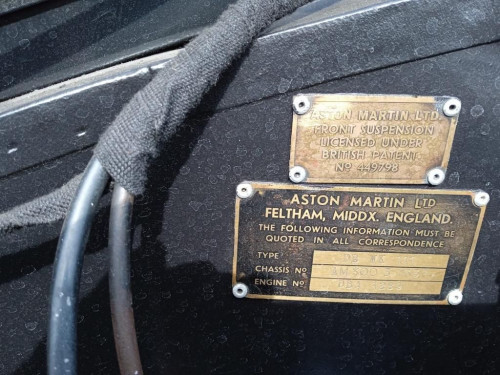 ASTON MARTIN LTD.
FRONT SUSPENSION
LICENSED UNDER
BRITISH PATENT
No 449798
ASTON MARTIN LTD
FELTHAM, MIDDX. ENGLAND.
THE FOLLOWING INFORMATION MUST BE
QUOTED IN ALL CORRESPONDENCE
TYPE
CHASSIS No
ENGINE No